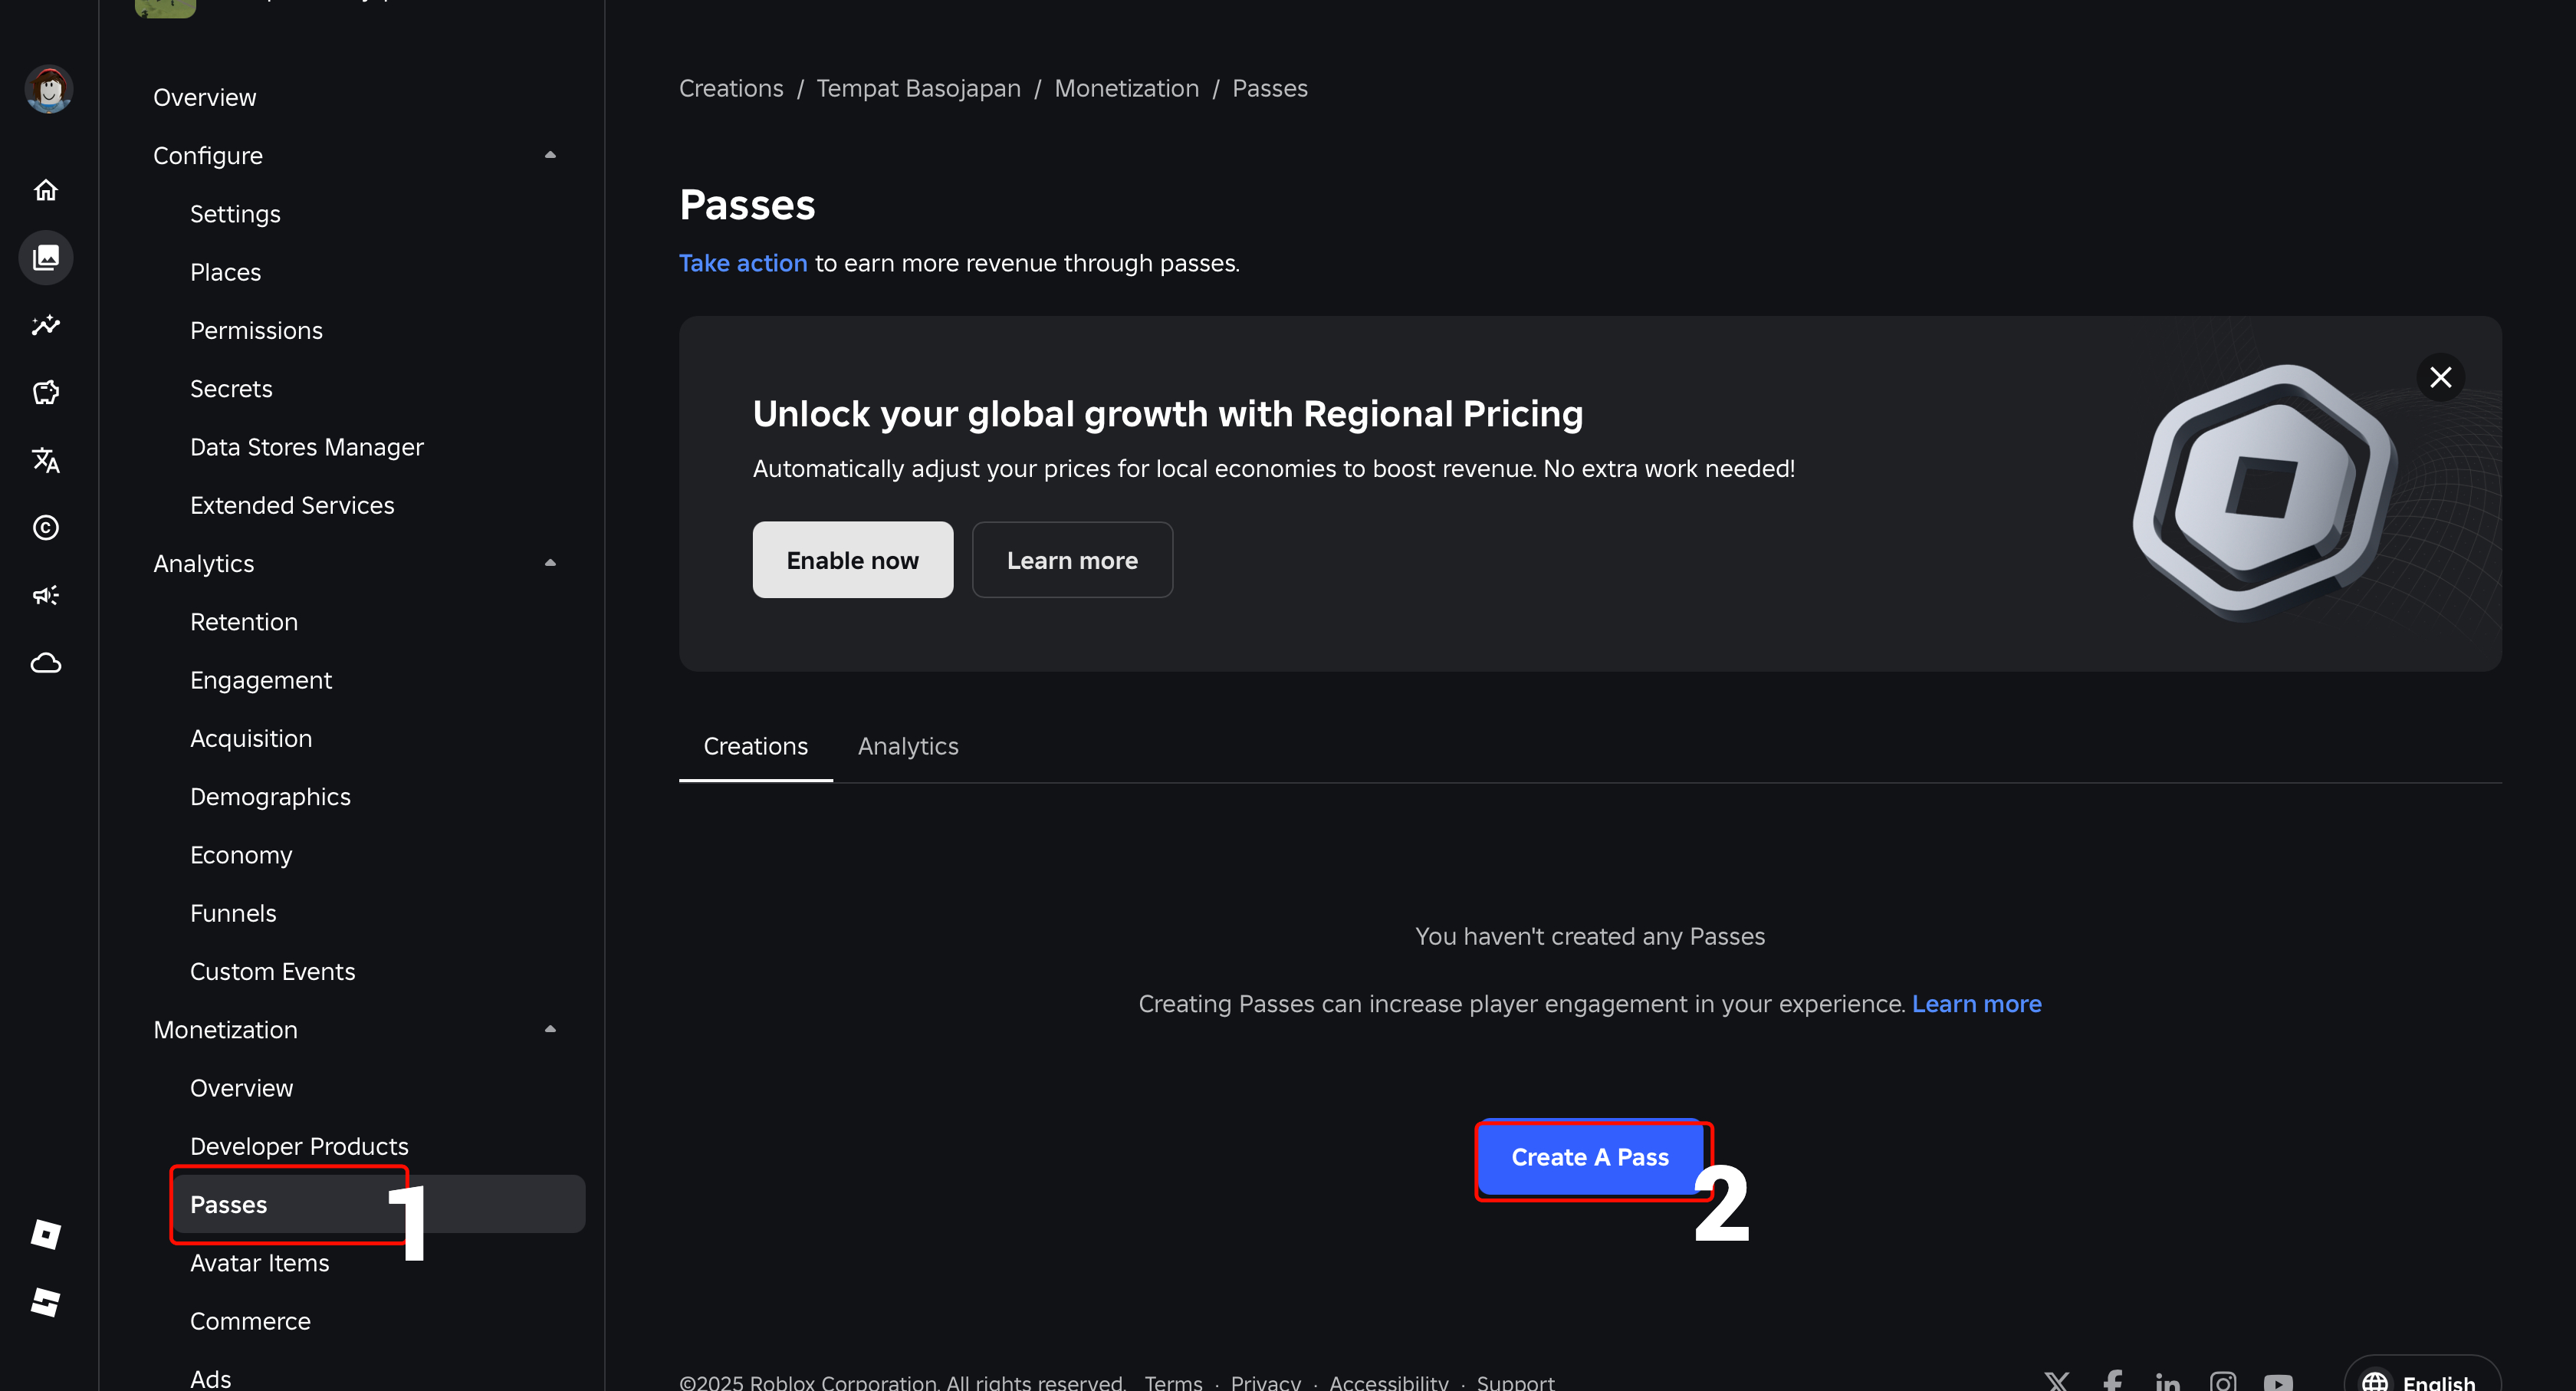 Overview
Configure
Settings
Places
Permissions
Secrets
Data Stores Manager
Extended Services
Analytics
Retention
Engagement
Acquisition
Demographics
Economy
Funnels
Custom Events
Monetization
Overview
Developer Products
Passes
1
Avatar Items
Commerce
Ads
Creations / Tempat Basojapan / Monetization / Passes
Passes
Take action to earn more revenue through passes.
Unlock your global growth with Regional Pricing
Automatically adjust your prices for local economies to boost revenue. No extra work needed!
Enable now Learn more
Creations Analytics
You haven't created any Passes
Creating Passes can increase player engagement in your experience. Learn more
Create A Pass
2
©2025 Roblox Corporation. All rights reserved. Terms · Privacy · Accessibility · Support
English